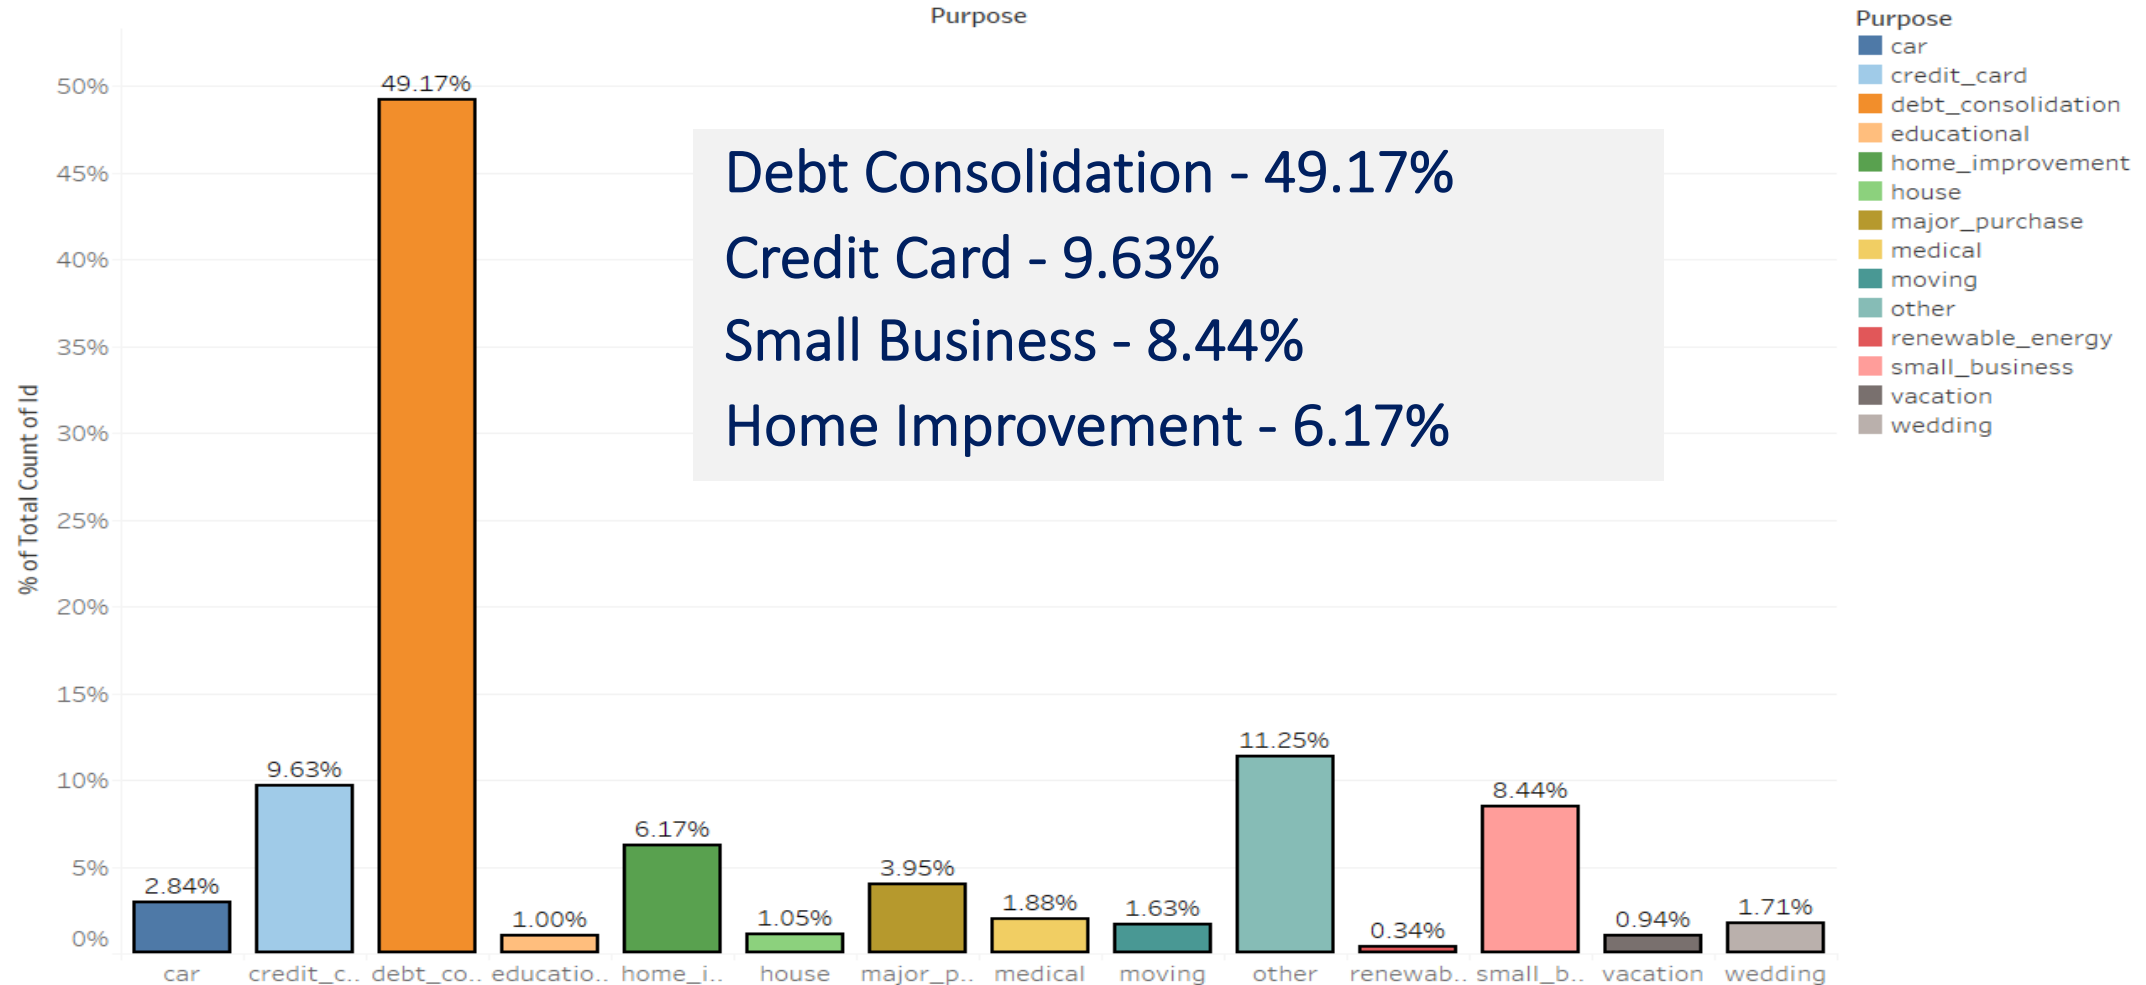 Purpose
50%
45%
40%
35%
30%
25%
20%
15%
10%
5%
0%
% of Total Count of Id
2.84%
9.63%
49.17%
1.00%
6.17%
1.05%
3.95%
1.88%
1.63%
11.25%
0.34%
8.44%
0.94%
1.71%
Debt Consolidation - 49.17%
Credit Card - 9.63%
Small Business - 8.44%
Home Improvement - 6.17%
car credit_c.. debt_co.. educatio.. home_i.. house major_p.. medical moving other renewab.. small_b.. vacation wedding
Purpose
car
credit_card
debt_consolidation
educational
home_improvement
house
major_purchase
medical
moving
other
renewable_energy
small_business
vacation
wedding